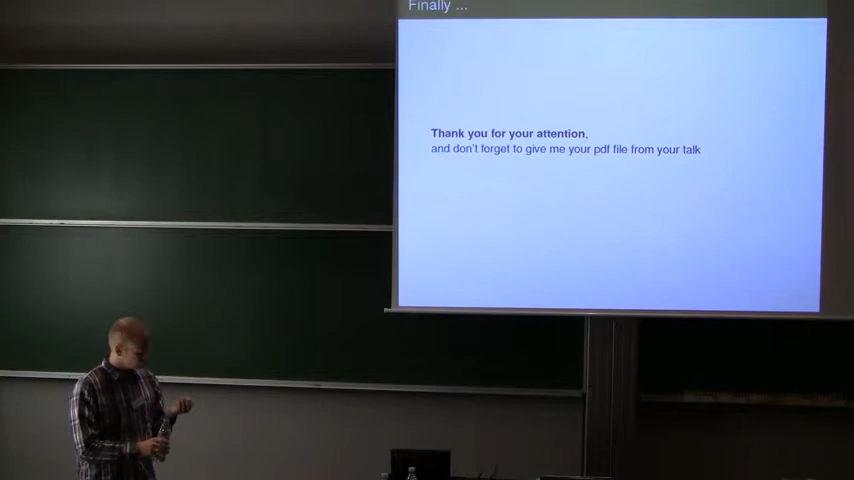 Finally ...
Thank you for your attention,
and don't forget to give me your pdf file from your talk